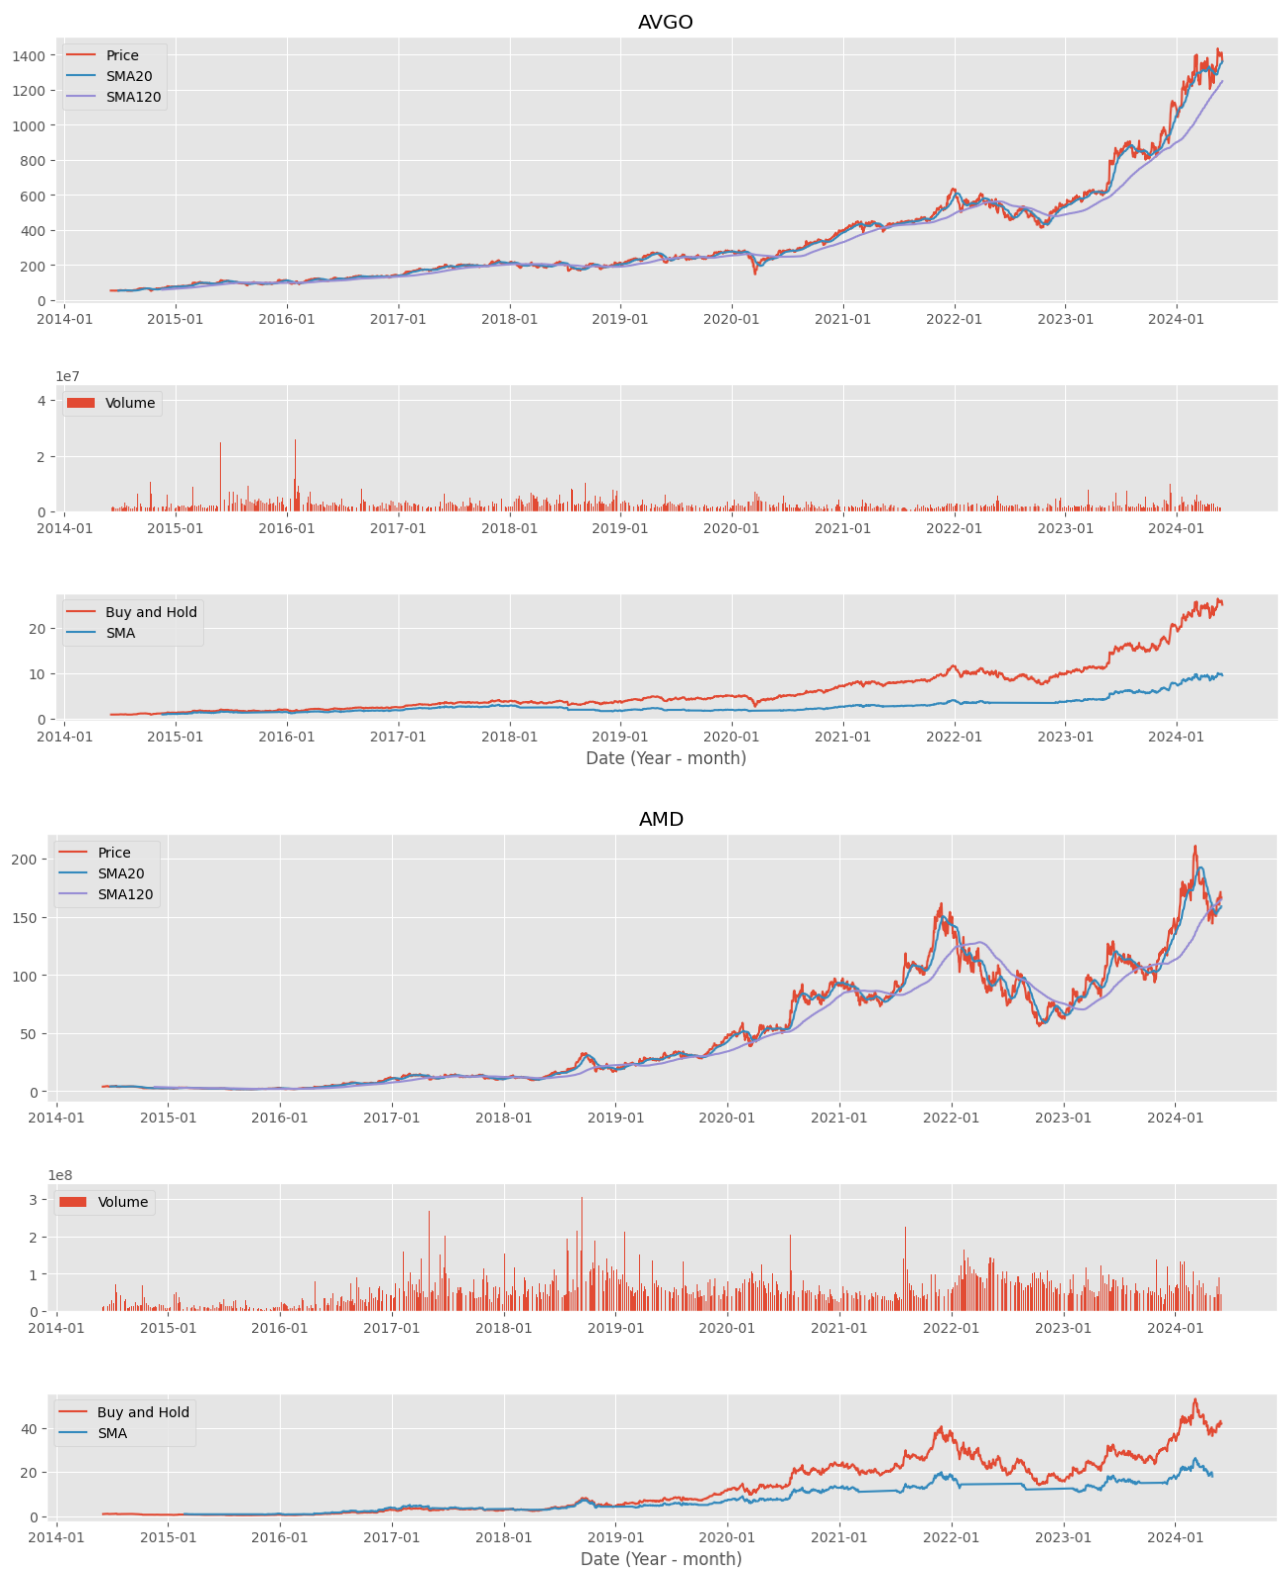 AVGO
Price
SMA20
SMA120
1400
1200
1000
800
600
400
200
0
2014-01 2015-01 2016-01 2017-01 2018-01 2019-01 2020-01 2021-01 2022-01 2023-01 2024-01
1e7
Volume
4
2
0
2014-01 2015-01 2016-01 2017-01 2018-01 2019-01 2020-01 2021-01 2022-01 2023-01 2024-01
Buy and Hold
SMA
20
10
0
2014-01 2015-01 2016-01 2017-01 2018-01 2019-01 2020-01 2021-01 2022-01 2023-01 2024-01
Date (Year - month)
AMD
Price
SMA20
SMA120
200
150
100
50
0
2014-01 2015-01 2016-01 2017-01 2018-01 2019-01 2020-01 2021-01 2022-01 2023-01 2024-01
1e8
Volume
3
2
1
0
2014-01 2015-01 2016-01 2017-01 2018-01 2019-01 2020-01 2021-01 2022-01 2023-01 2024-01
Buy and Hold
SMA
40
20
0
2014-01 2015-01 2016-01 2017-01 2018-01 2019-01 2020-01 2021-01 2022-01 2023-01 2024-01
Date (Year - month)